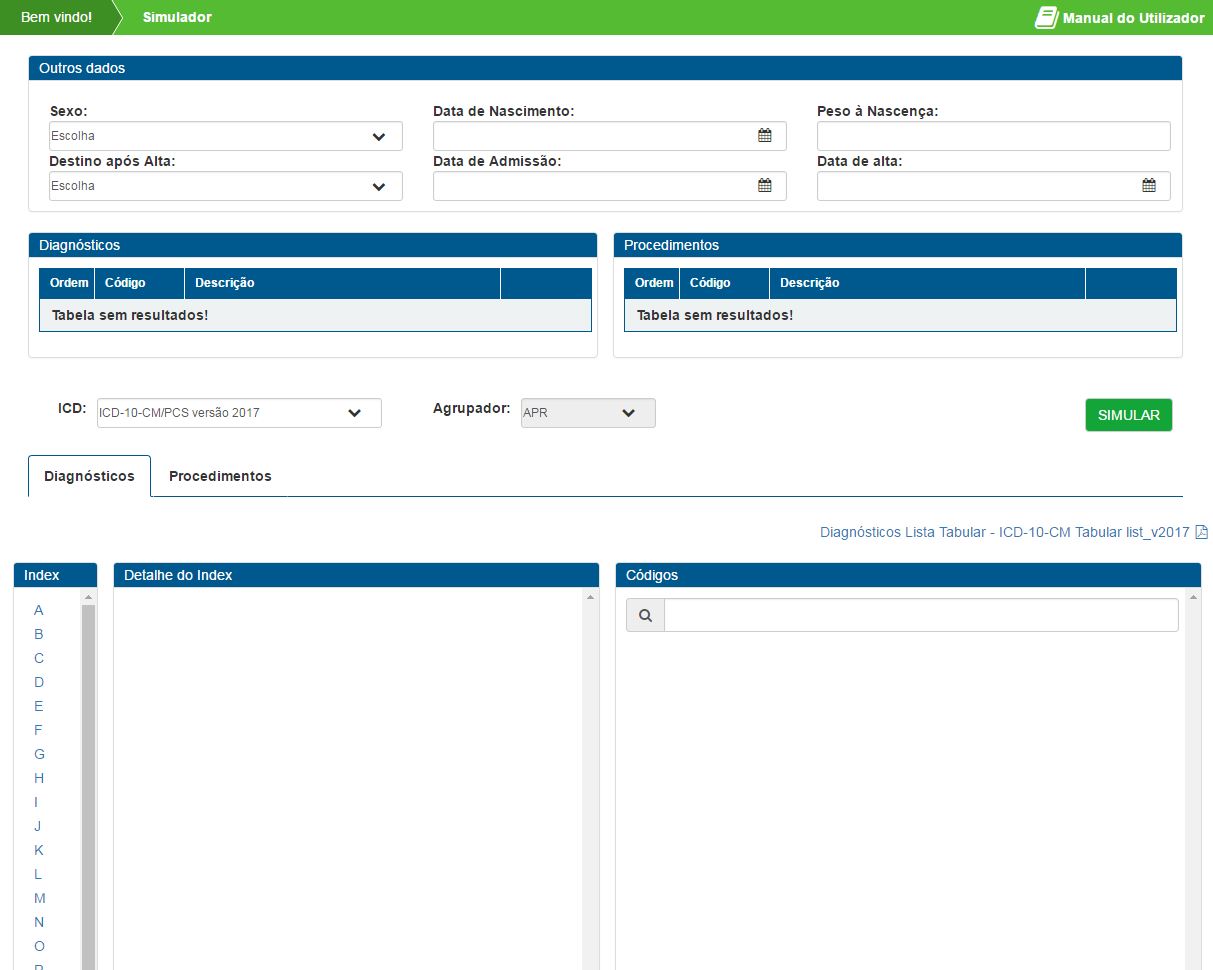 Bem vindo! Simulador Manual do Utilizador
Outros dados
Sexo: Data de Nascimento: Peso à Nascença:
Escolha
Destino após Alta: Data de Admissão: Data de alta:
Escolha
Diagnósticos Procedimentos
Ordem Código Descrição Ordem Código Descrição
Tabela sem resultados! Tabela sem resultados!
ICD: ICD-10-CM/PCS versão 2017 Agrupador: APR SIMULAR
Diagnósticos Procedimentos
Diagnósticos Lista Tabular - ICD-10-CM Tabular list_v2017
Index Detalhe do Index Códigos
A
B
C
D
E
F
G
H
I
J
K
L
M
N
O